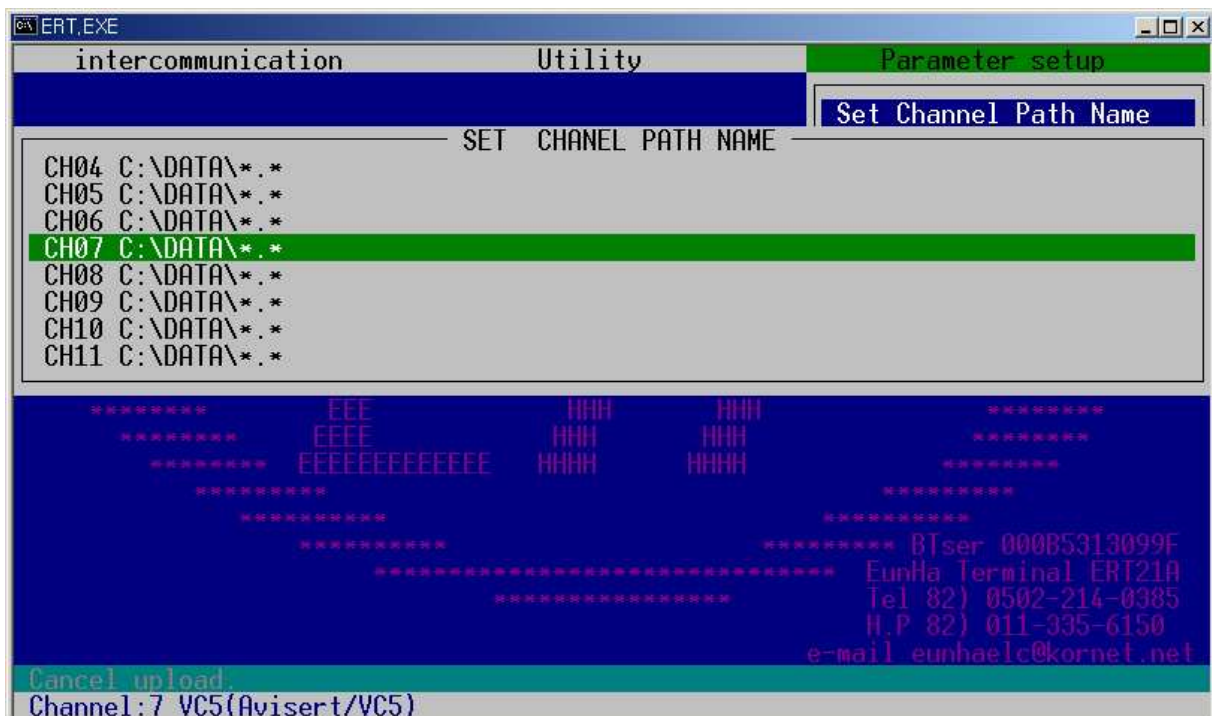 ERT.EXE
intercommunication Utility Parameter setup
Set Channel Path Name
SET CHANEL PATH NAME
CH04 C:\DATA\*.*
CH05 C:\DATA\*.*
CH06 C:\DATA\*.*
CH07 C:\DATA\*.*
CH08 C:\DATA\*.*
CH09 C:\DATA\*.*
CH10 C:\DATA\*.*
CH11 C:\DATA\*.*
******** EEE HHH HHH ********
******** EEEE HHH HHH ********
******** EEEEEEEEEEEEE HHHH HHHH ********
********* *********
********** **********
********** ********* BTser 000B5313099F
******************************* EunHa Terminal ERT21A
**************** Tel 82) 0502-214-0385
H.P 82) 011-335-6150
e-mail eunhaelc@kornet.net
Cancel upload.
Channel:7 VC5(Avisert/VC5)